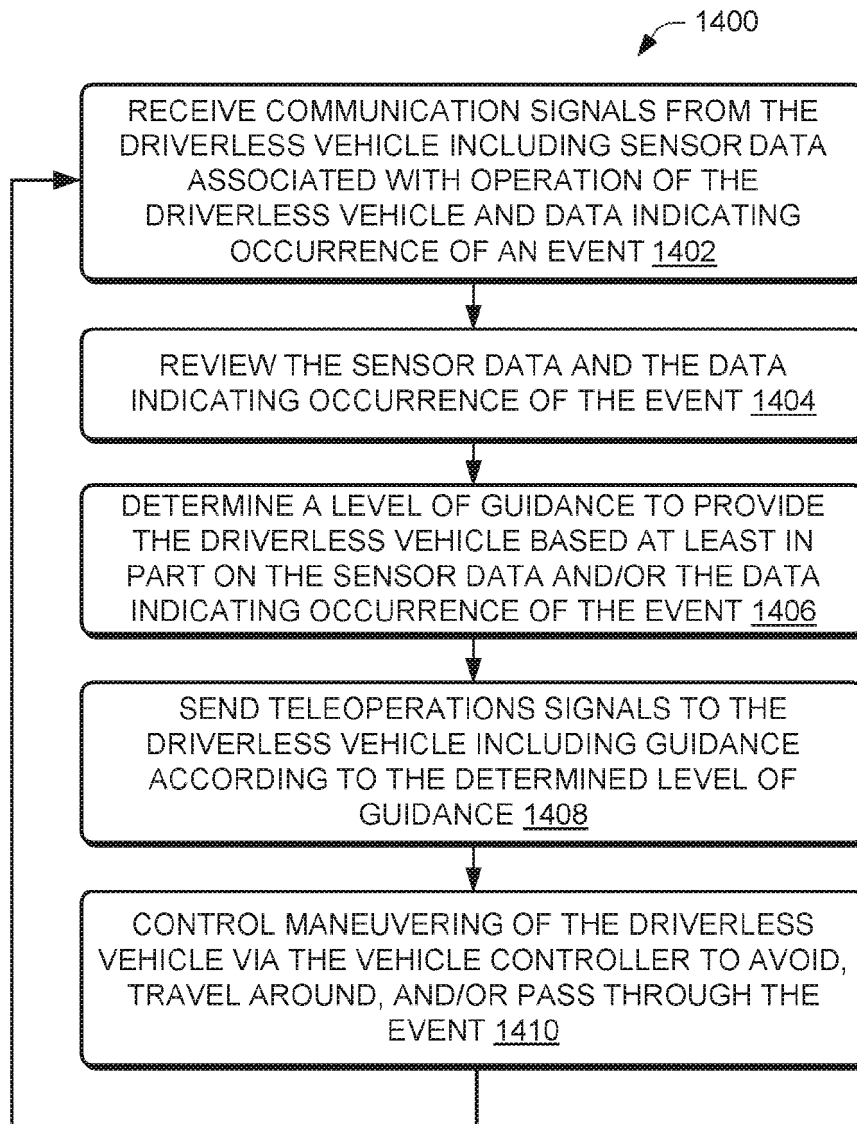 1400
RECEIVE COMMUNICATION SIGNALS FROM THE
DRIVERLESS VEHICLE INCLUDING SENSOR DATA
ASSOCIATED WITH OPERATION OF THE
DRIVERLESS VEHICLE AND DATA INDICATING
OCCURRENCE OF AN EVENT 1402
REVIEW THE SENSOR DATA AND THE DATA
INDICATING OCCURRENCE OF THE EVENT 1404
DETERMINE A LEVEL OF GUIDANCE TO PROVIDE
THE DRIVERLESS VEHICLE BASED AT LEAST IN
PART ON THE SENSOR DATA AND/OR THE DATA
INDICATING OCCURRENCE OF THE EVENT 1406
SEND TELEOPERATIONS SIGNALS TO THE
DRIVERLESS VEHICLE INCLUDING GUIDANCE
ACCORDING TO THE DETERMINED LEVEL OF
GUIDANCE 1408
CONTROL MANEUVERING OF THE DRIVERLESS
VEHICLE VIA THE VEHICLE CONTROLLER TO AVOID,
TRAVEL AROUND, AND/OR PASS THROUGH THE
EVENT 1410